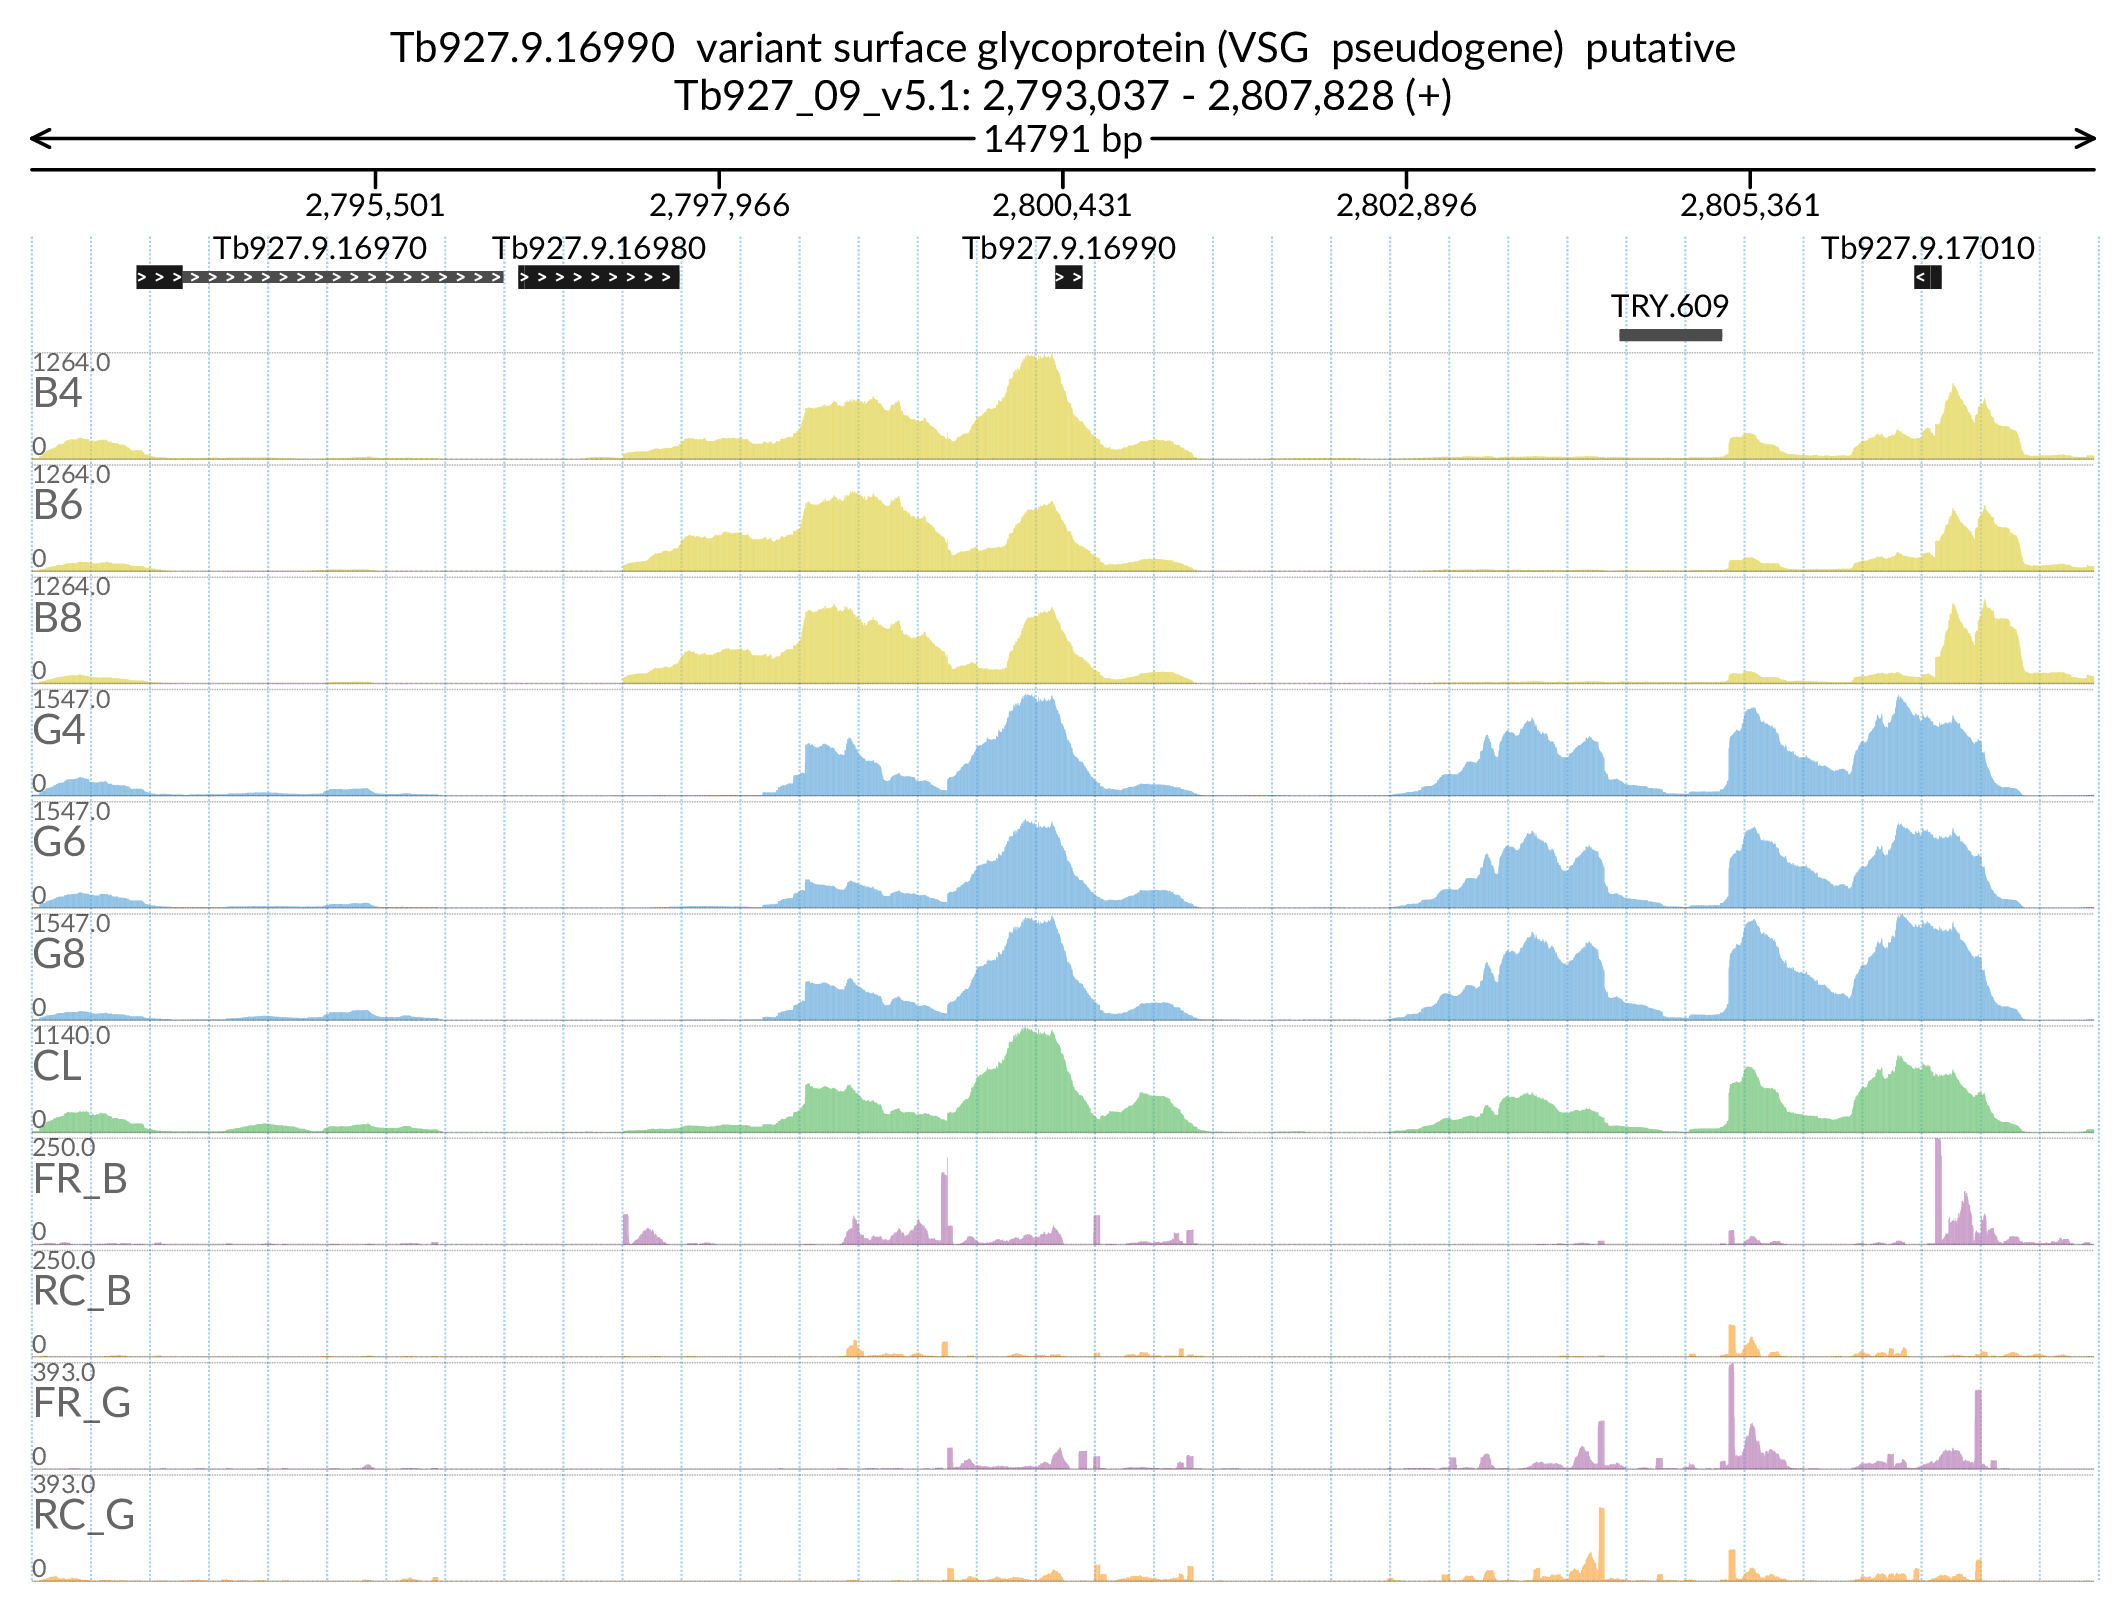 Tb927.9.16990  variant surface glycoprotein (VSG  pseudogene)  putative
Tb927_09_v5.1: 2,793,037 - 2,807,828 (+)
14791 bp
2,795,501 2,797,966 2,800,431 2,802,896 2,805,361
Tb927.9.16970 Tb927.9.16980 Tb927.9.16990 Tb927.9.17010
TRY.609
1264.0
B4
0
1264.0
B6
0
1264.0
B8
0
1547.0
G4
0
1547.0
G6
0
1547.0
G8
0
1140.0
CL
0
250.0
FR_B
0
250.0
RC_B
0
393.0
FR_G
0
393.0
RC_G
0